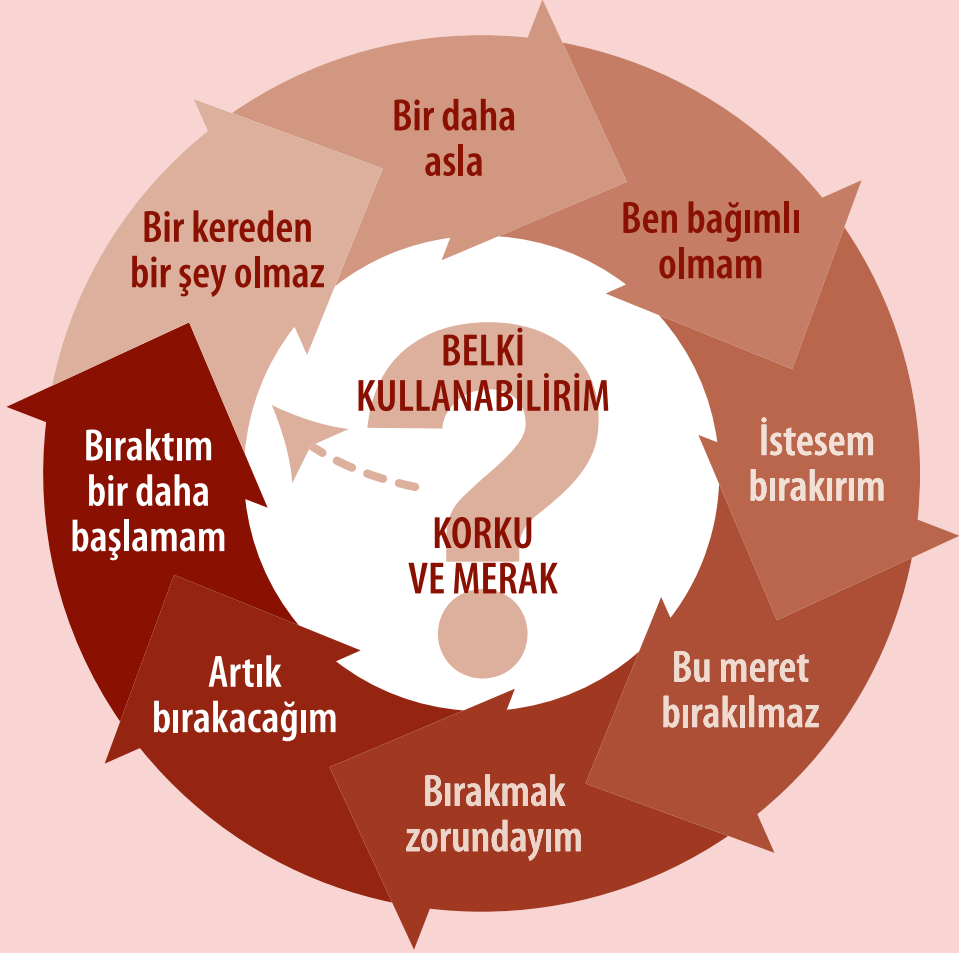 Bir daha
asla
Ben bağımlı
olmam
İstesem
bırakırım
Bu meret
bırakılmaz
Bırakmak
zorundayım
Artık
bırakacağım
Bıraktım
bir daha
başlamam
Bir kereden
bir şey olmaz
BELKİ
KULLANABİLİRİM
KORKU
VE MERAK
?